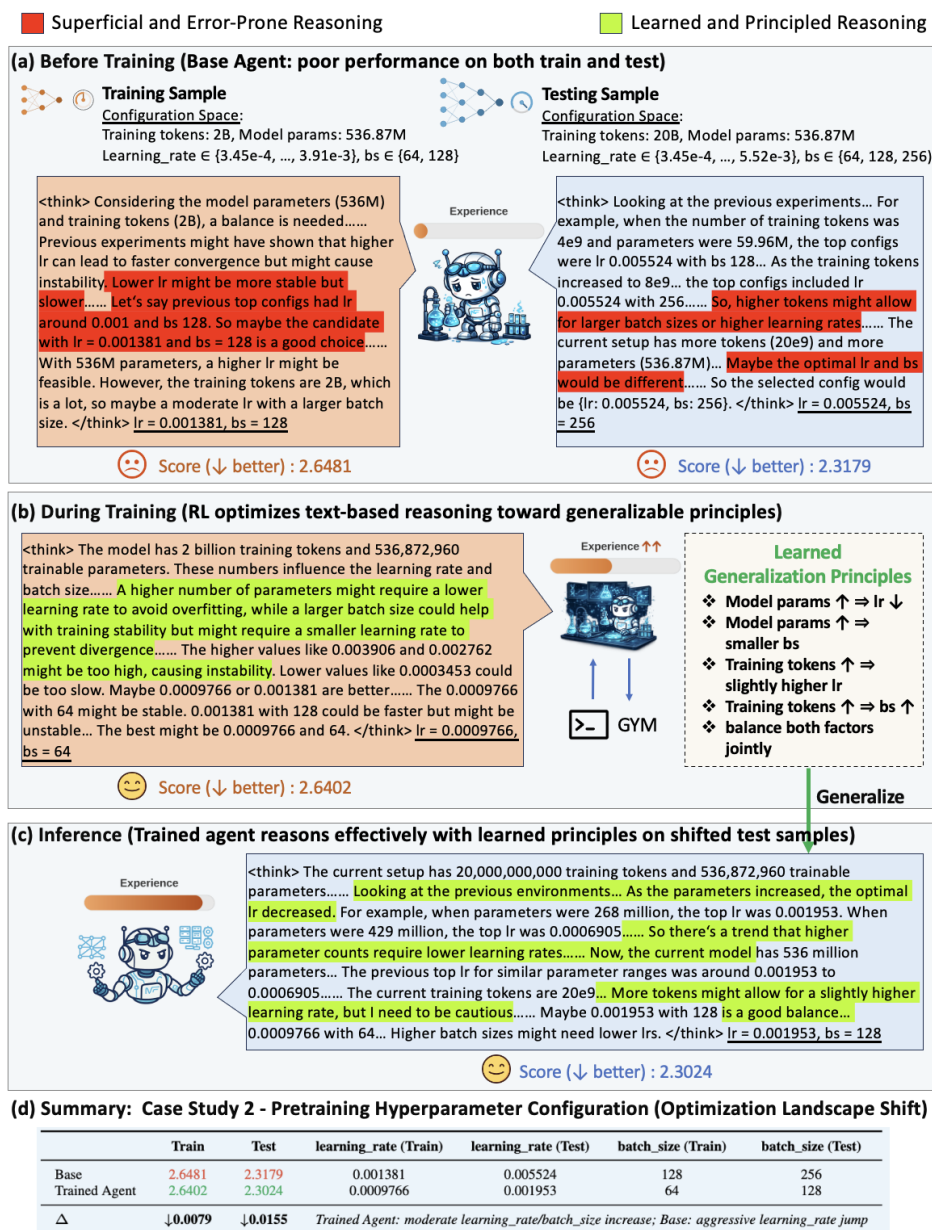 Superficial and Error-Prone Reasoning
Learned and Principled Reasoning
(a) Before Training (Base Agent: poor performance on both train and test)
Training Sample
Configuration Space:
Training tokens: 2B, Model params: 536.87M
Learning_rate ∈ {3.45e-4, ..., 3.91e-3}, bs ∈ {64, 128}
Testing Sample
Configuration Space:
Training tokens: 20B, Model params: 536.87M
Learning_rate ∈ {3.45e-4, ..., 5.52e-3}, bs ∈ {64, 128, 256}
<think> Considering the model parameters (536M)
and training tokens (2B), a balance is needed……
Previous experiments might have shown that higher
lr can lead to faster convergence but might cause
instability. Lower lr might be more stable but
slower…… Let's say previous top configs had lr
around 0.001 and bs 128. So maybe the candidate
with lr = 0.001381 and bs = 128 is a good choice……
With 536M parameters, a higher lr might be
feasible. However, the training tokens are 2B, which
is a lot, so maybe a moderate lr with a larger batch
size. </think> lr = 0.001381, bs = 128
Experience
<think> Looking at the previous experiments… For
example, when the number of training tokens was
4e9 and parameters were 59.96M, the top configs
were lr 0.005524 with bs 128… As the training tokens
increased to 8e9… the top configs included lr
0.005524 with 256…… So, higher tokens might allow
for larger batch sizes or higher learning rates…… The
current setup has more tokens (20e9) and more
parameters (536.87M)… Maybe the optimal lr and bs
would be different…… So the selected config would
be {lr: 0.005524, bs: 256}. </think> lr = 0.005524, bs
= 256
Score (↓ better) : 2.6481
Score (↓ better) : 2.3179
(b) During Training (RL optimizes text-based reasoning toward generalizable principles)
<think> The model has 2 billion training tokens and 536,872,960
trainable parameters. These numbers influence the learning rate and
batch size…… A higher number of parameters might require a lower
learning rate to avoid overfitting, while a larger batch size could help
with training stability but might require a smaller learning rate to
prevent divergence…… The higher values like 0.003906 and 0.002762
might be too high, causing instability. Lower values like 0.0003453 could
be too slow. Maybe 0.0009766 or 0.001381 are better…… The 0.0009766
with 64 might be stable. 0.001381 with 128 could be faster but might be
unstable… The best might be 0.0009766 and 64. </think> lr = 0.0009766,
bs = 64
Score (↓ better) : 2.6402
Experience ↑↑
>_
GYM
Learned
Generalization Principles
❖ Model params ↑ ⇒ lr ↓
❖ Model params ↑ ⇒
smaller bs
❖ Training tokens ↑ ⇒
slightly higher lr
❖ Training tokens ↑ ⇒ bs ↑
❖ balance both factors
jointly
Generalize
(c) Inference (Trained agent reasons effectively with learned principles on shifted test samples)
Experience
<think> The current setup has 20,000,000,000 training tokens and 536,872,960 trainable
parameters…… Looking at the previous environments… As the parameters increased, the optimal
lr decreased. For example, when parameters were 268 million, the top lr was 0.001953. When
parameters were 429 million, the top lr was 0.0006905…… So there's a trend that higher
parameter counts require lower learning rates…… Now, the current model has 536 million
parameters… The previous top lr for similar parameter ranges was around 0.001953 to
0.0006905…… The current training tokens are 20e9… More tokens might allow for a slightly higher
learning rate, but I need to be cautious…… Maybe 0.001953 with 128 is a good balance…
0.0009766 with 64… Higher batch sizes might need lower lrs. </think> lr = 0.001953, bs = 128
Score (↓ better) : 2.3024
(d) Summary: Case Study 2 - Pretraining Hyperparameter Configuration (Optimization Landscape Shift)
Train Test learning_rate (Train) learning_rate (Test) batch_size (Train) batch_size (Test)
Base 2.6481 2.3179 0.001381 0.005524 128 256
Trained Agent 2.6402 2.3024 0.0009766 0.001953 64 128
Δ ↓0.0079 ↓0.0155 Trained Agent: moderate learning_rate/batch_size increase; Base: aggressive learning_rate jump